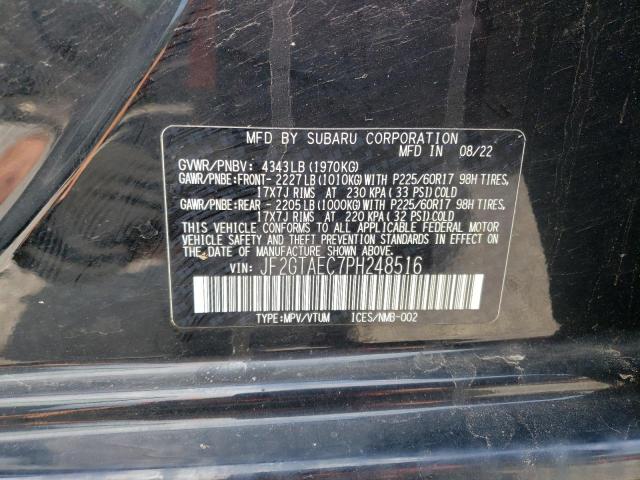 MFD BY SUBARU CORPORATION
MFD IN 08/22
GVWR/PNBV: 4343LB(1970KG)
GAWR/PNBE:FRONT- 2227LB(1010KG)WITH P225/60R17 98H TIRES,
17X7J RIMS AT 230 KPA(33 PSI)COLD
GAWR/PNBE:REAR - 2205LB(1000KG)WITH P225/60R17 98H TIRES,
17X7J RIMS AT 220 KPA(32 PSI)COLD
THIS VEHICLE CONFORMS TO ALL APPLICABLE FEDERAL MOTOR
VEHICLE SAFETY AND THEFT PREVENTION STANDARDS IN EFFECT ON
THE DATE OF MANUFACTURE SHOWN ABOVE.
VIN: JF2GTAEC7PH248516
TYPE:MPV/VTUM ICES/NMB-002